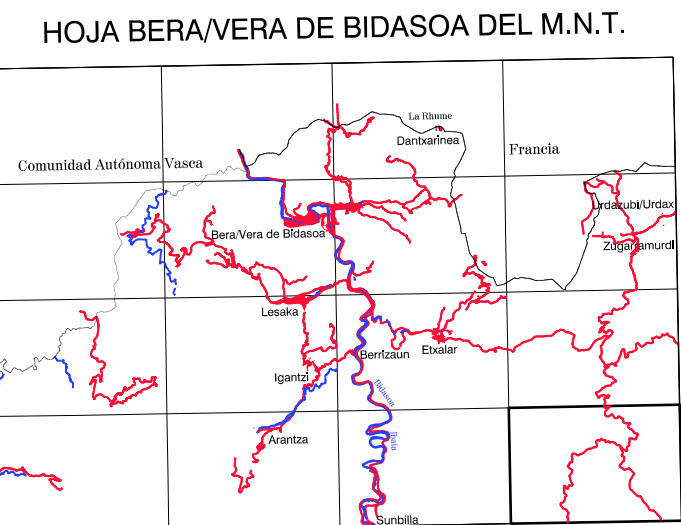 HOJA BERA/VERA DE BIDASOA DEL M.N.T.
La Rhume
Dantxarinea
Francia
Comunidad Autónoma Vasca
Urdazubi/Urdax
Bera/Vera de Bidasoa
Zugarramurdi
Lesaka
Berrizaun
Etxalar
Igantzi
Bidasoa
Ibaia
Arantza
Sunbilla